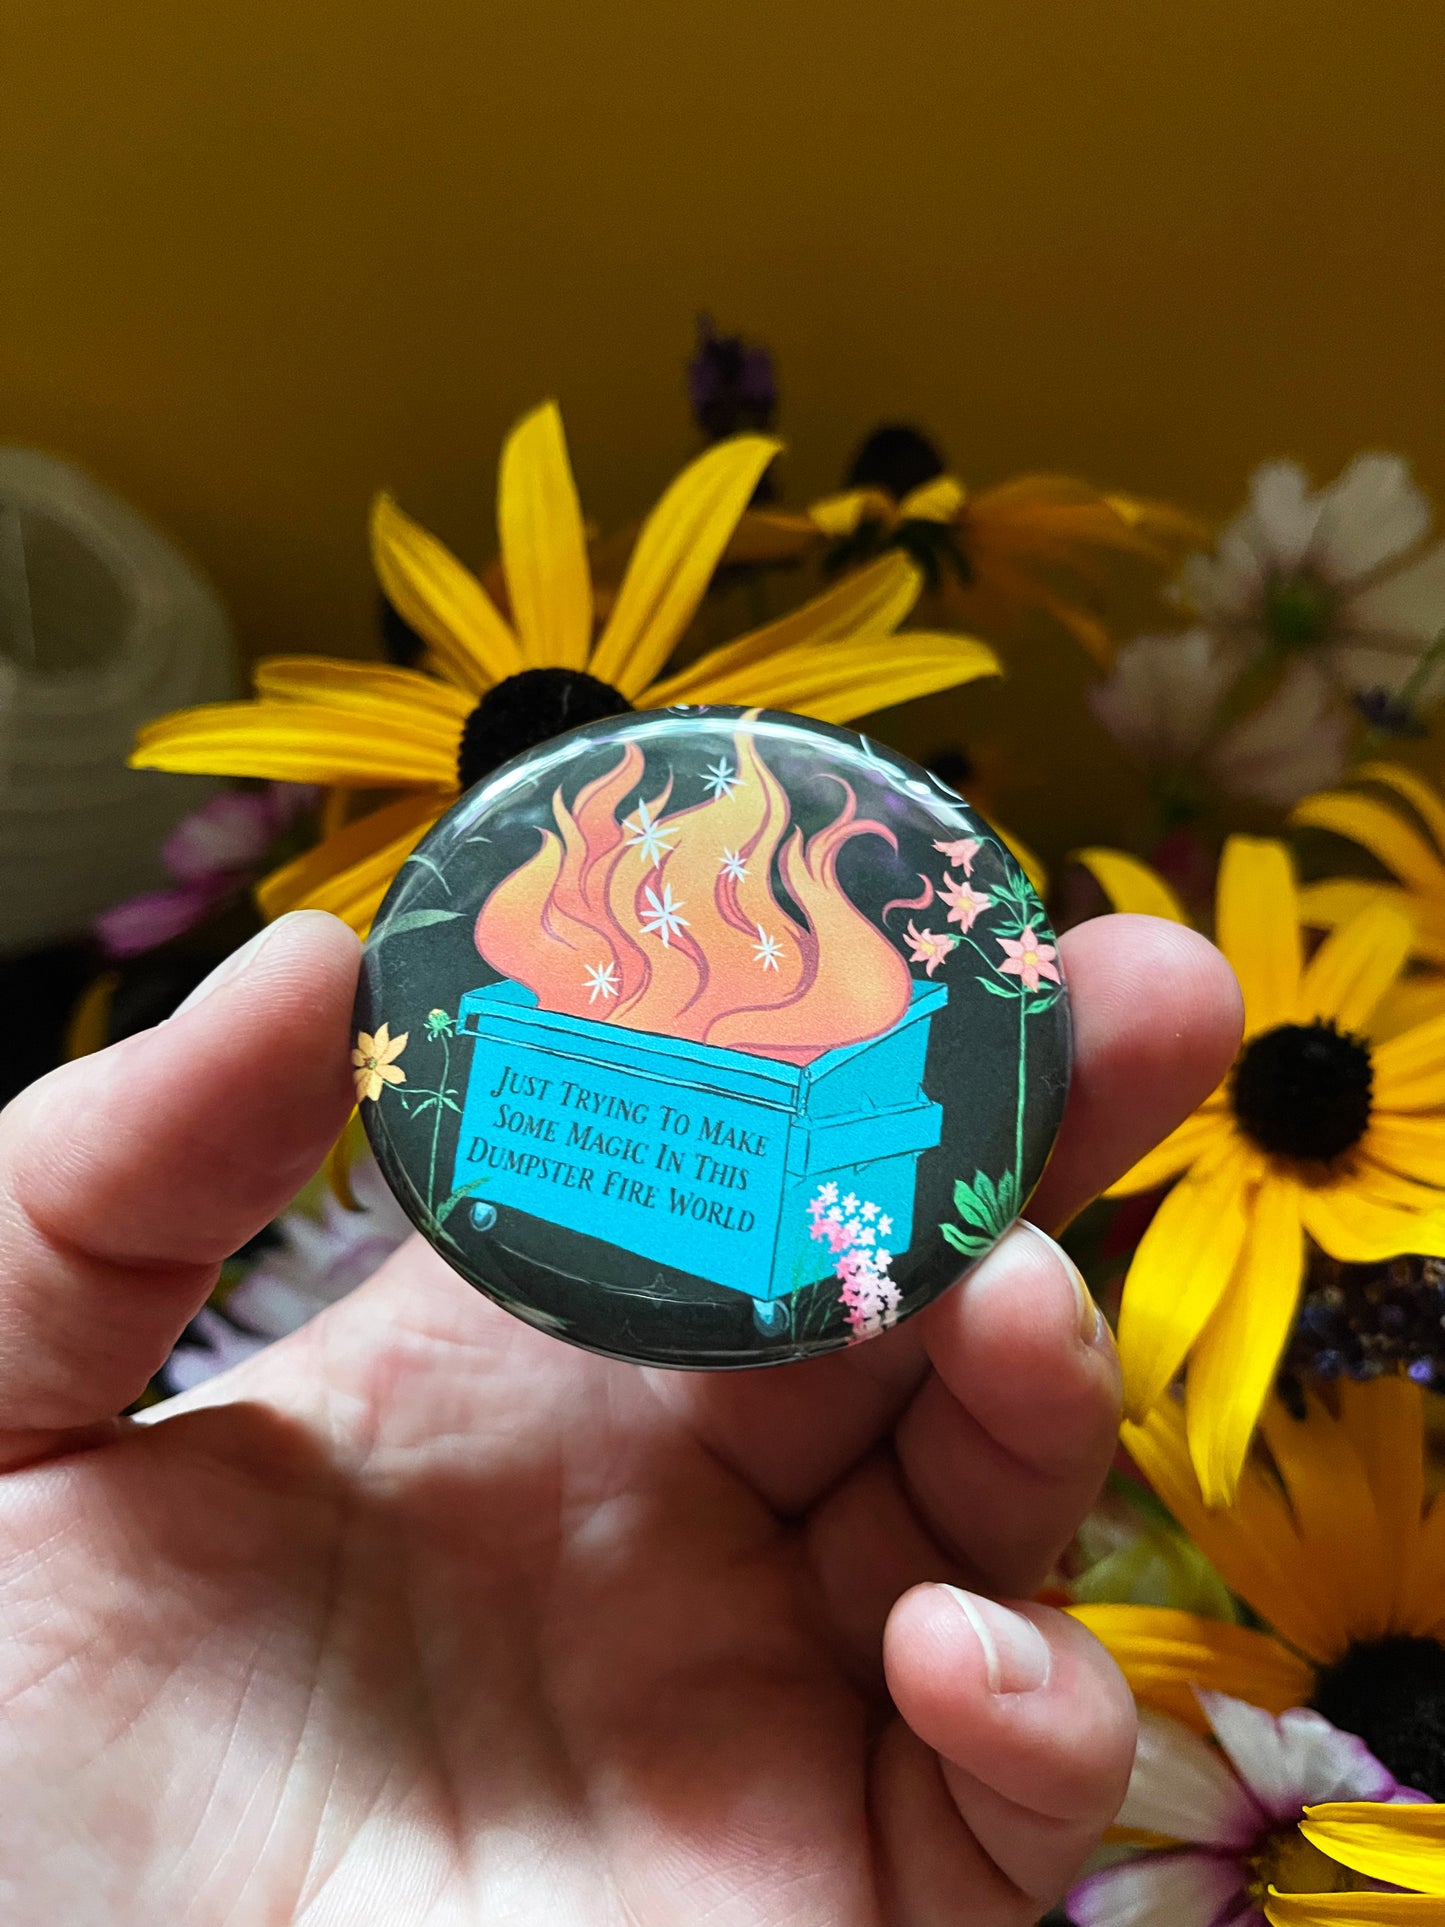 Just Trying To Make
Some Magic In This
Dumpster Fire World